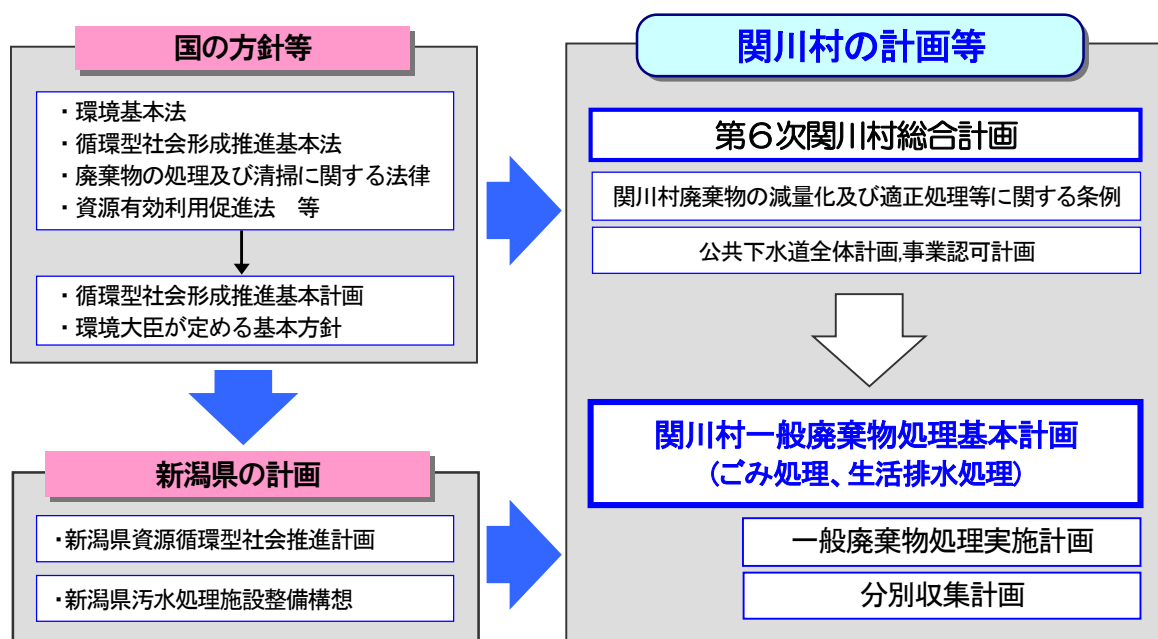 国の方針等
・環境基本法
・循環型社会形成推進基本法
・廃棄物の処理及び清掃に関する法律
・資源有効利用促進法　等
・循環型社会形成推進基本計画
・環境大臣が定める基本方針
新潟県の計画
・新潟県資源循環型社会推進計画
・新潟県汚水処理施設整備構想
関川村の計画等
第6次関川村総合計画
関川村廃棄物の減量化及び適正処理等に関する条例
公共下水道全体計画,事業認可計画
関川村一般廃棄物処理基本計画
(ごみ処理、生活排水処理)
一般廃棄物処理実施計画
分別収集計画